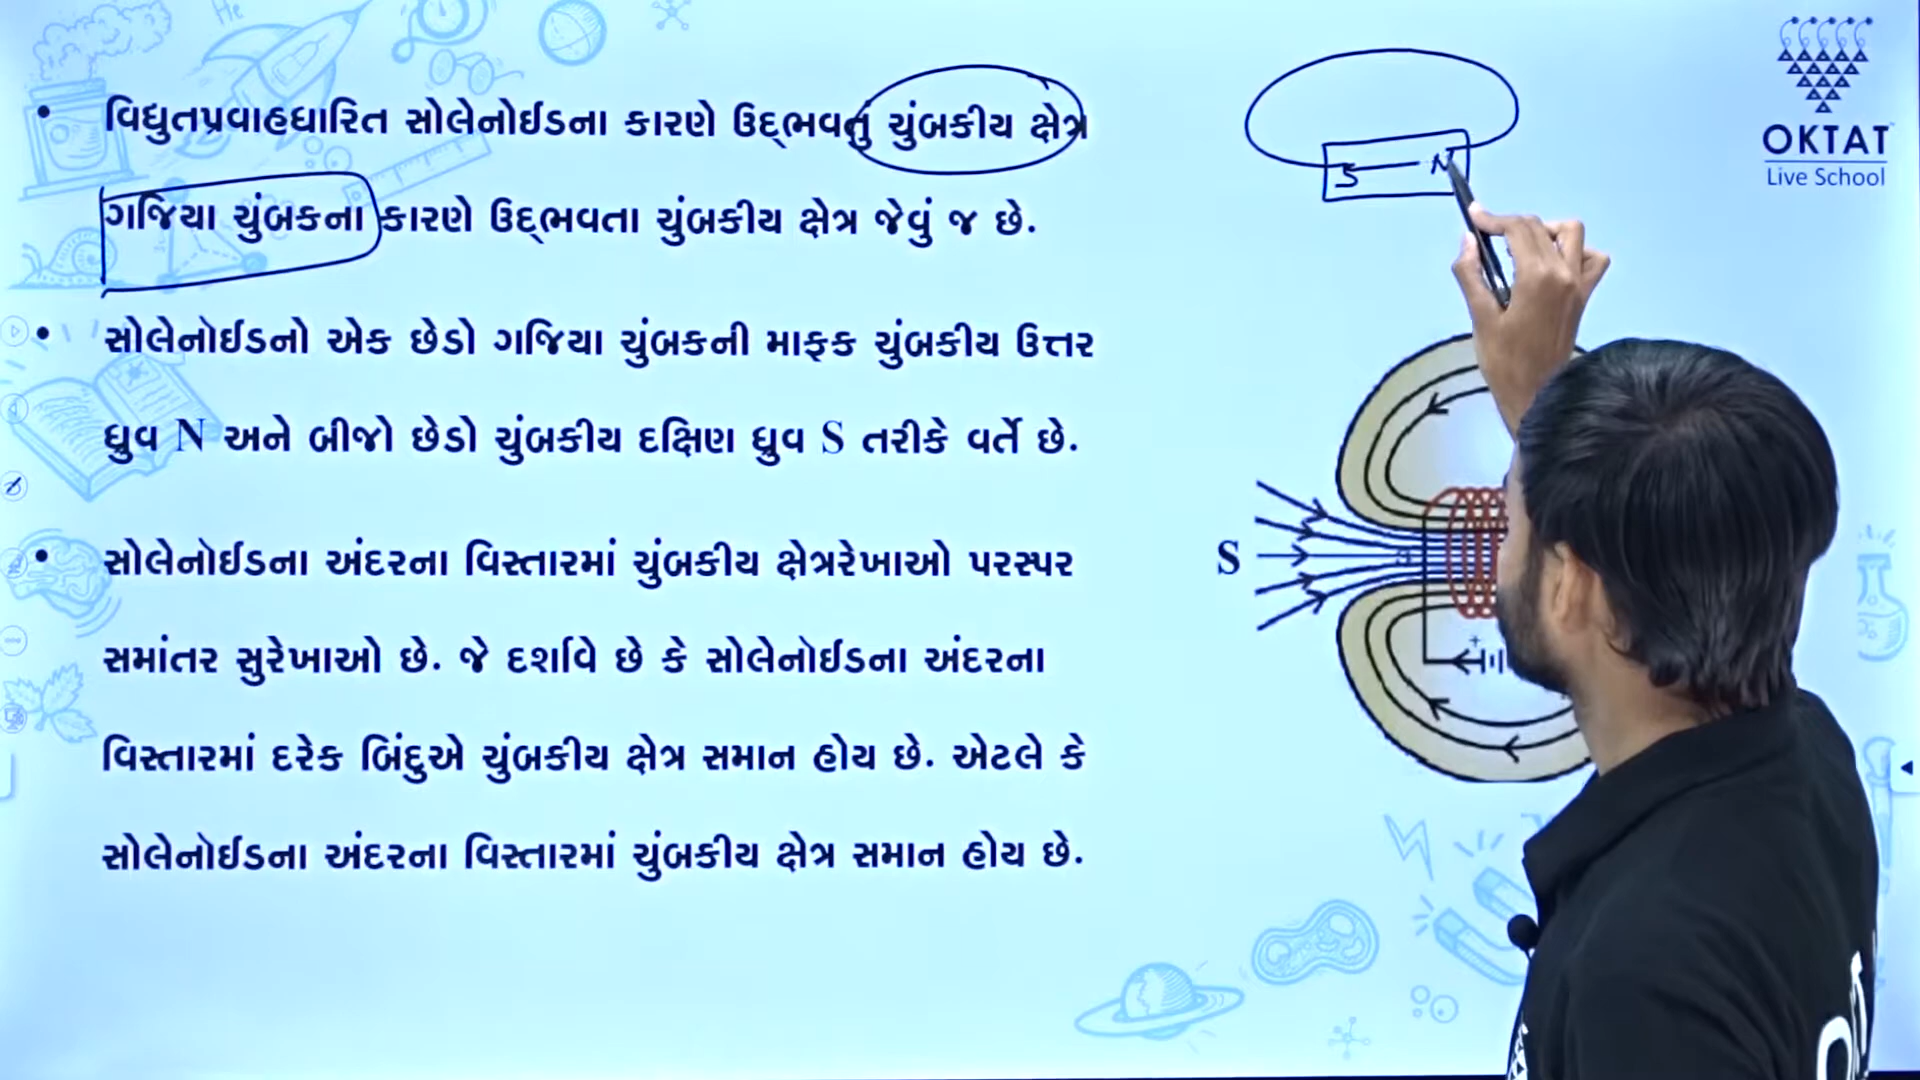 • વિદ્યુતપ્રવાહધારિત સોલેનોઈડના કારણે ઉદ્‌ભવતું ચુંબકીય ક્ષેત્ર
ગજિયા ચુંબકના કારણે ઉદ્‌ભવતા ચુંબકીય ક્ષેત્ર જેવું જ છે.
• સોલેનોઈડનો એક છેડો ગજિયા ચુંબકની માફક ચુંબકીય ઉત્તર
ધ્રુવ N અને બીજો છેડો ચુંબકીય દક્ષિણ ધ્રુવ S તરીકે વર્તે છે.
• સોલેનોઈડના અંદરના વિસ્તારમાં ચુંબકીય ક્ષેત્રરેખાઓ પરસ્પર
સમાંતર સુરેખાઓ છે. જે દર્શાવે છે કે સોલેનોઈડના અંદરના
વિસ્તારમાં દરેક બિંદુએ ચુંબકીય ક્ષેત્ર સમાન હોય છે. એટલે કે
સોલેનોઈડના અંદરના વિસ્તારમાં ચુંબકીય ક્ષેત્ર સમાન હોય છે.
S N
S
+
OKTAT
Live School
He